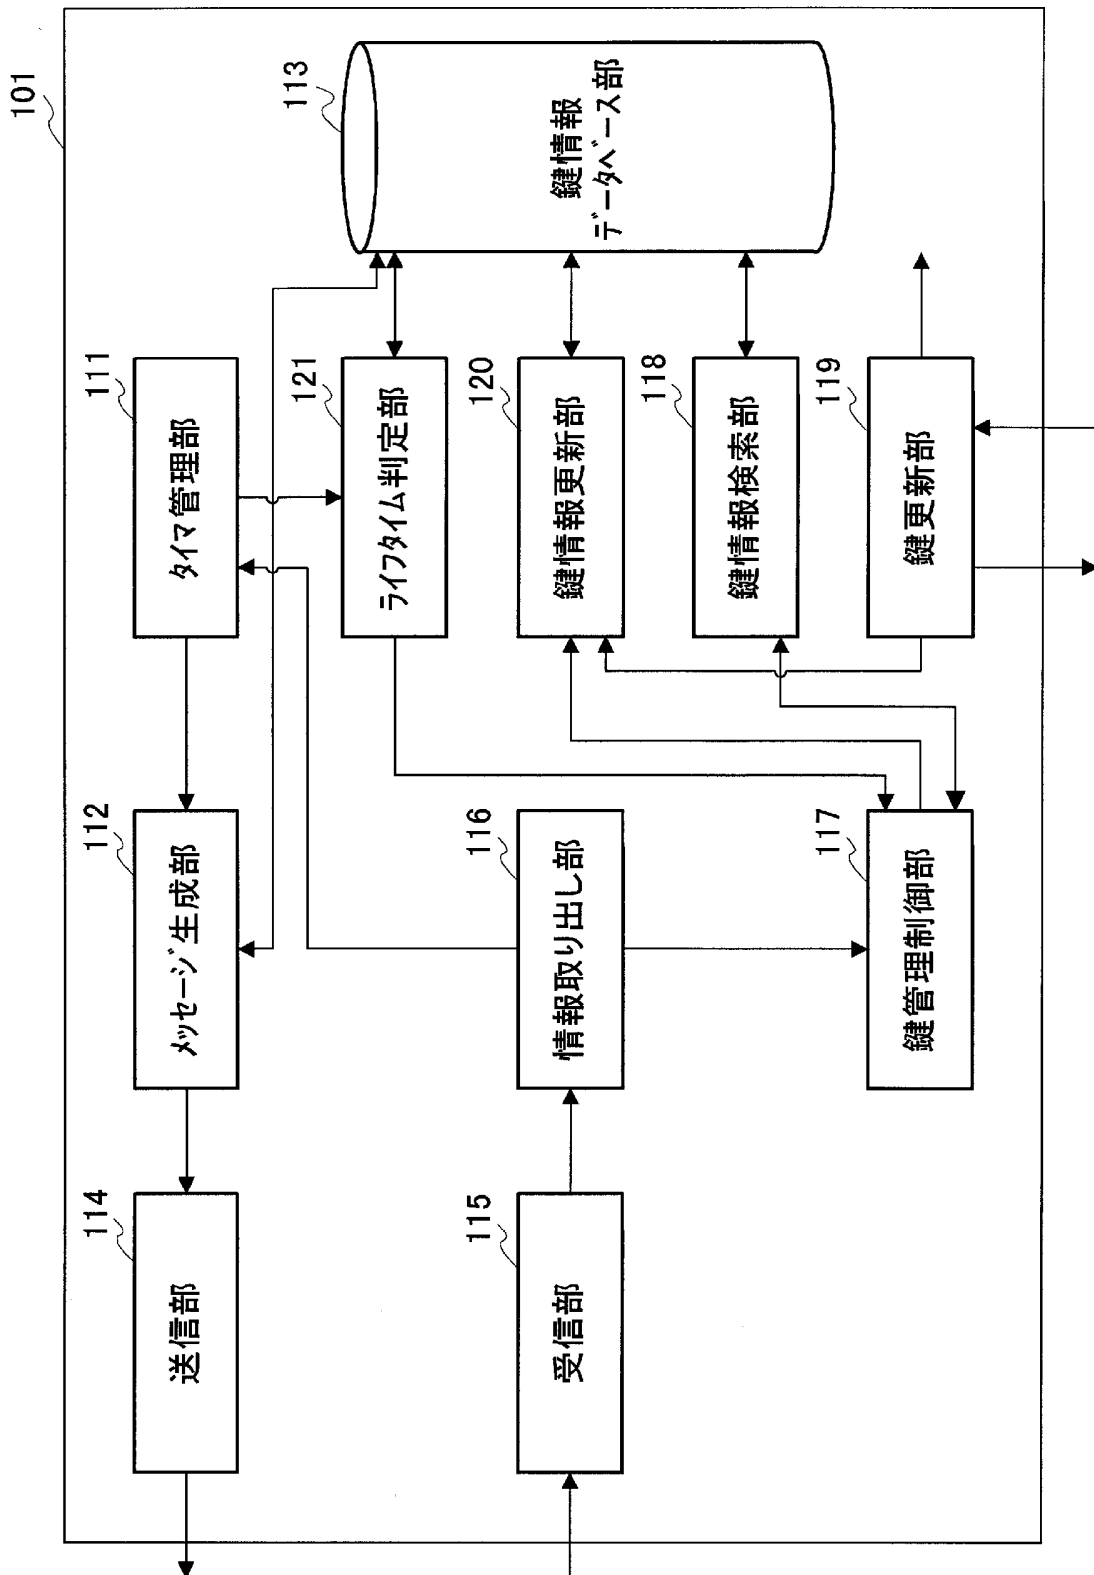 101
114
送信部
112
メッセージ生成部
111
タイマ管理部
113
鍵情報
データベース部
121
ライフタイム判定部
115
受信部
116
情報取り出し部
120
鍵情報更新部
118
鍵情報検索部
117
鍵管理制御部
119
鍵更新部